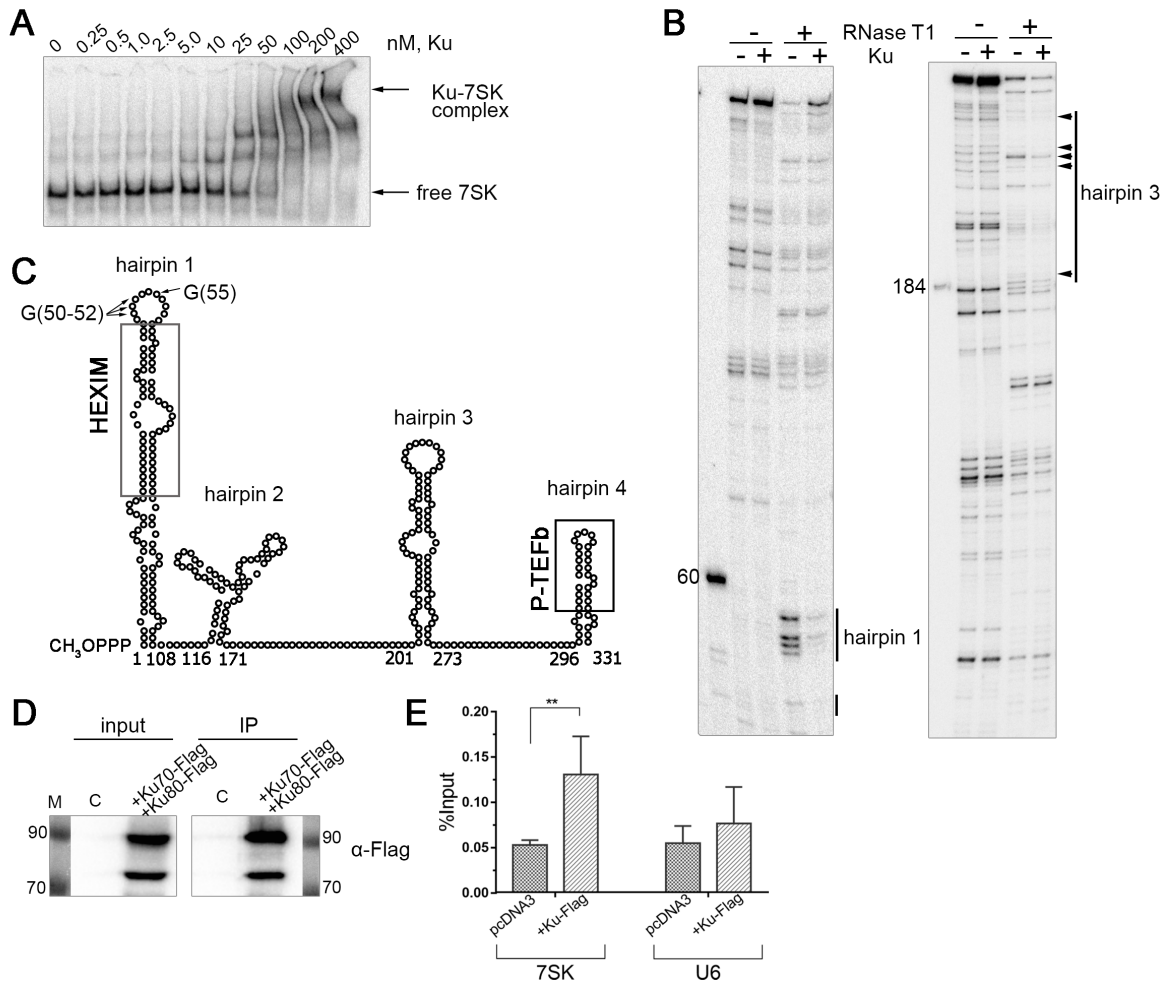 A
0 0.25 0.5 1.0 2.5 5.0 10 25 50 100 200 400 nM, Ku
Ku-7SK
complex
free 7SK
B
- + RNase T1 - +
- + - + Ku - + - +
hairpin 3
184
60
hairpin 1
C
hairpin 1
G(55)
G(50-52)
HEXIM
hairpin 2
hairpin 3
hairpin 4
P-TEFb
CH3OPPP
1 108 116 171 201 273 296 331
D
input IP
M C +Ku70-Flag +Ku80-Flag C +Ku70-Flag +Ku80-Flag
90 90
α-Flag
70 70
E
**
%Input
0.20
0.15
0.10
0.05
0.00
pcDNA3 +Ku-Flag pcDNA3 +Ku-Flag
7SK U6